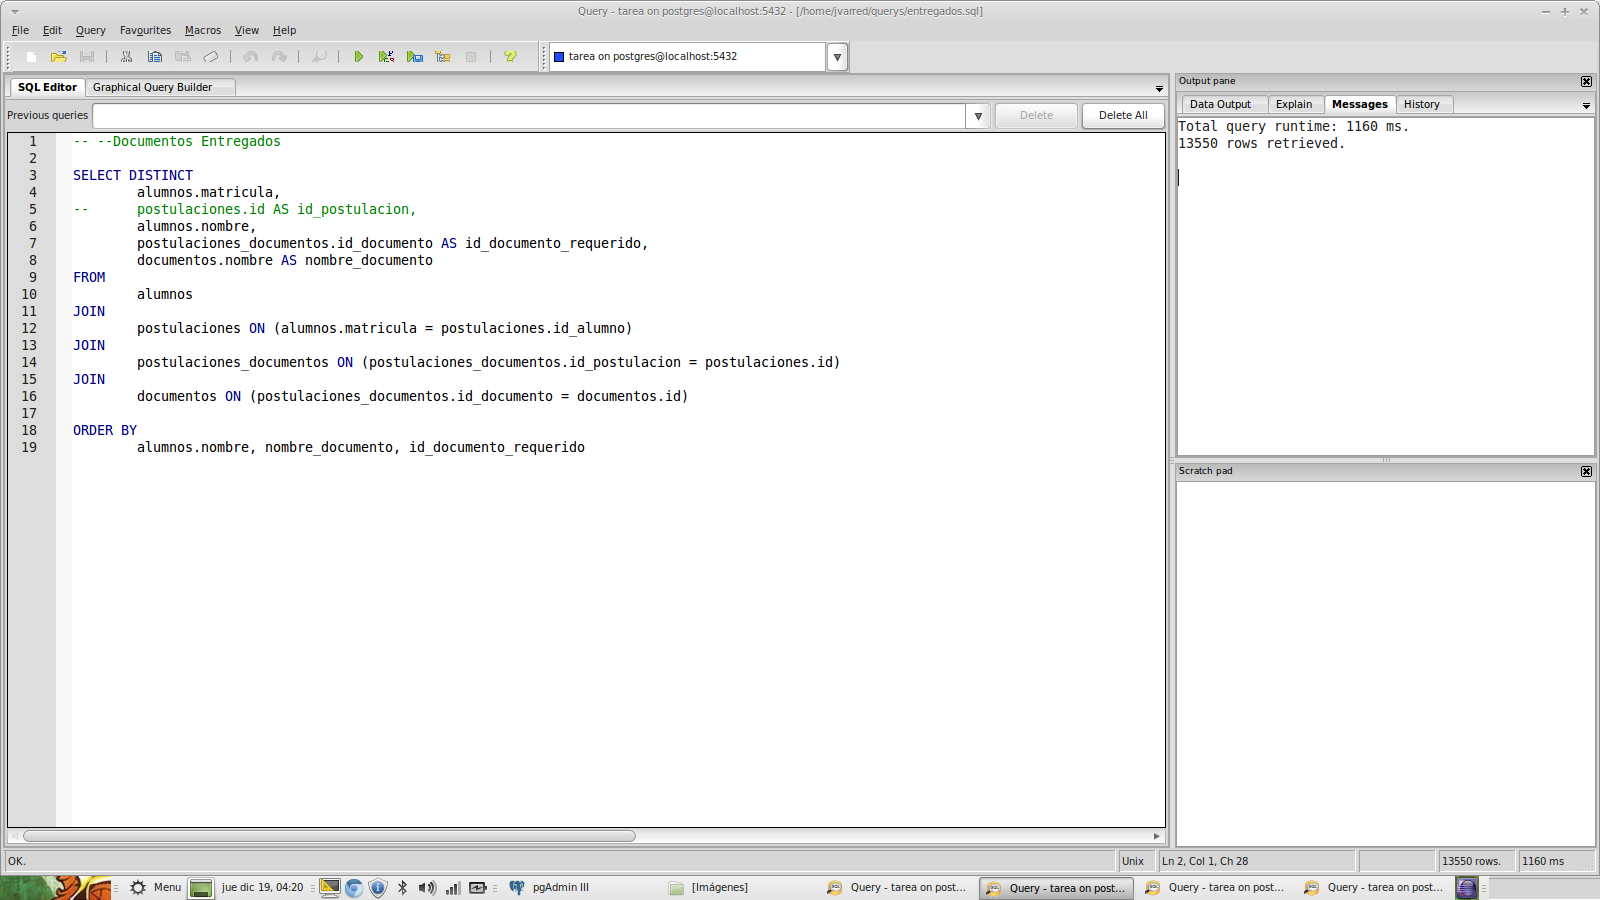 Query - tarea on postgres@localhost:5432 - [/home/jvarred/querys/entregados.sql]
File Edit Query Favourites Macros View Help
tarea on postgres@localhost:5432
SQL Editor Graphical Query Builder
Previous queries Delete Delete All
1 -- --Documentos Entregados
2
3 SELECT DISTINCT
4 alumnos.matricula,
5 -- postulaciones.id AS id_postulacion,
6 alumnos.nombre,
7 postulaciones_documentos.id_documento AS id_documento_requerido,
8 documentos.nombre AS nombre_documento
9 FROM
10 alumnos
11 JOIN
12 postulaciones ON (alumnos.matricula = postulaciones.id_alumno)
13 JOIN
14 postulaciones_documentos ON (postulaciones_documentos.id_postulacion = postulaciones.id)
15 JOIN
16 documentos ON (postulaciones_documentos.id_documento = documentos.id)
17
18 ORDER BY
19 alumnos.nombre, nombre_documento, id_documento_requerido
Output pane
Data Output Explain Messages History
Total query runtime: 1160 ms.
13550 rows retrieved.
Scratch pad
OK. Unix Ln 2, Col 1, Ch 28 13550 rows. 1160 ms
Menu jue dic 19, 04:20 pgAdmin III [Imágenes] Query - tarea on post... Query - tarea on post... Query - tarea on post... Query - tarea on post...